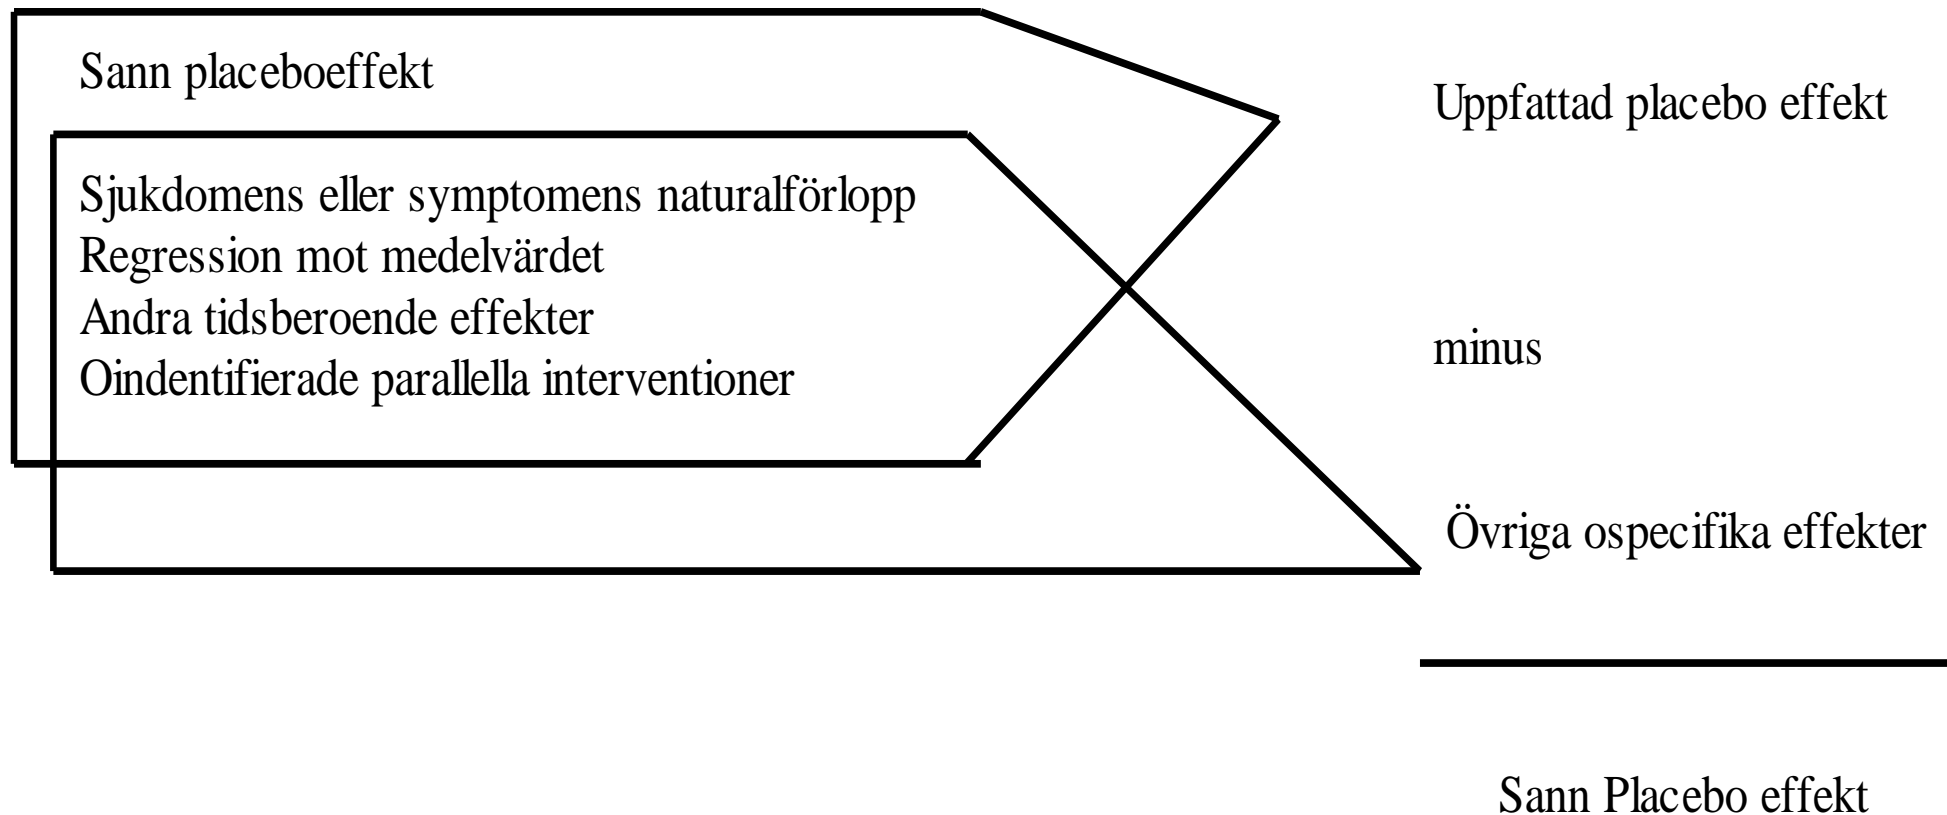 Sann placeboeffekt
Sjukdomens eller symptomens naturalförlopp
Regression mot medelvärdet
Andra tidsberoende effekter
Oindentifierade parallella interventioner
Uppfattad placebo effekt
minus
Övriga ospecifika effekter
Sann Placebo effekt